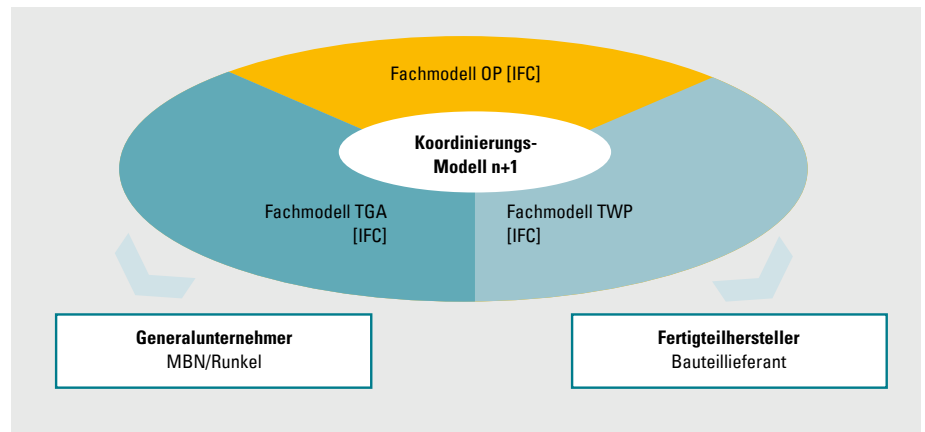 Fachmodell OP [IFC]
Koordinierungs-
Modell n+1
Fachmodell TGA
[IFC]
Fachmodell TWP
[IFC]
Generalunternehmer
MBN/Runkel
Fertigteilhersteller
Bauteillieferant